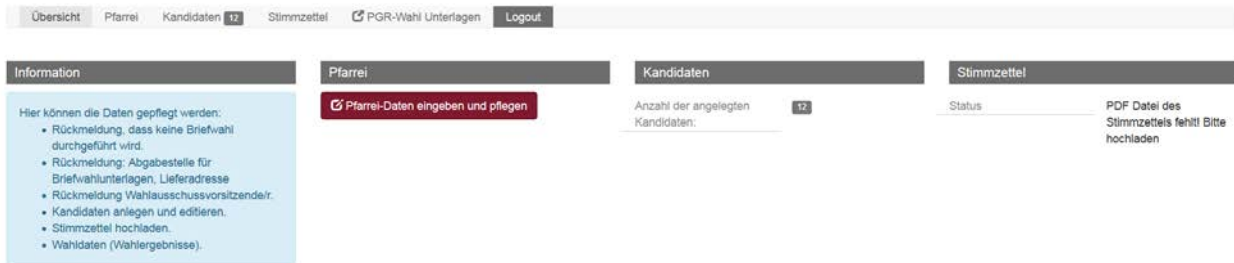 Übersicht Pfarrei Kandidaten 12 Stimmzettel PGR-Wahl Unterlagen Logout
Information
Hier können die Daten gepflegt werden:
• Rückmeldung, dass keine Briefwahl
durchgeführt wird.
• Rückmeldung: Abgabestelle für
Briefwahlunterlagen, Lieferadresse
• Rückmeldung Wahlausschussvorsitzende/r.
• Kandidaten anlegen und editieren.
• Stimmzettel hochladen.
• Wahldaten (Wahlergebnisse).
Pfarrei
Pfarrei-Daten eingeben und pflegen
Kandidaten
Anzahl der angelegten 12
Kandidaten:
Stimmzettel
Status PDF Datei des
Stimmzettels fehlt! Bitte
hochladen